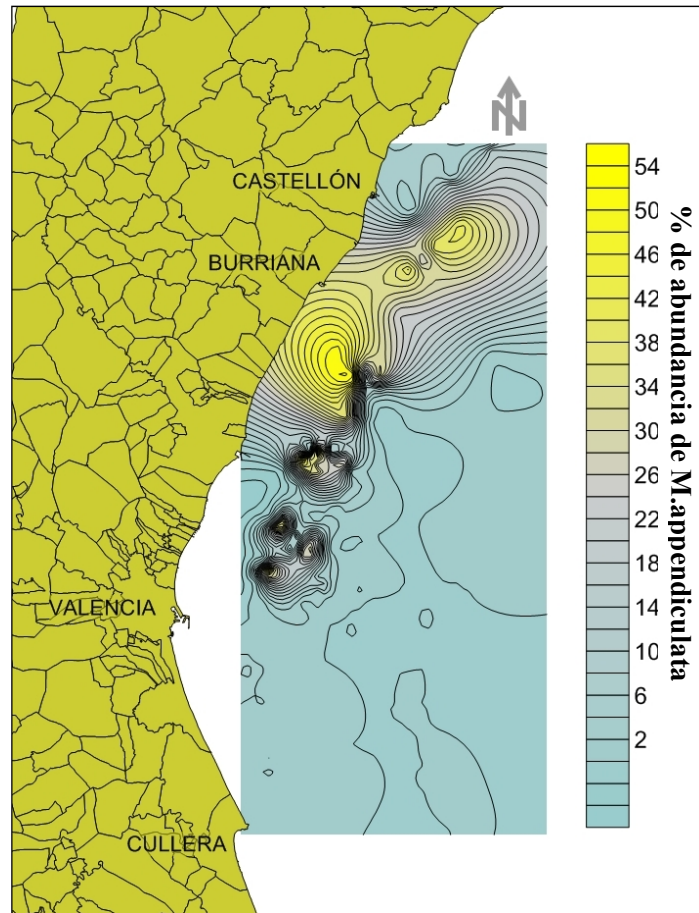 N
CASTELLÓN
BURRIANA
VALENCIA
CULLERA
54
50
46
42
38
34
30
26
22
18
14
10
6
2
% de abundancia de M.appendiculata